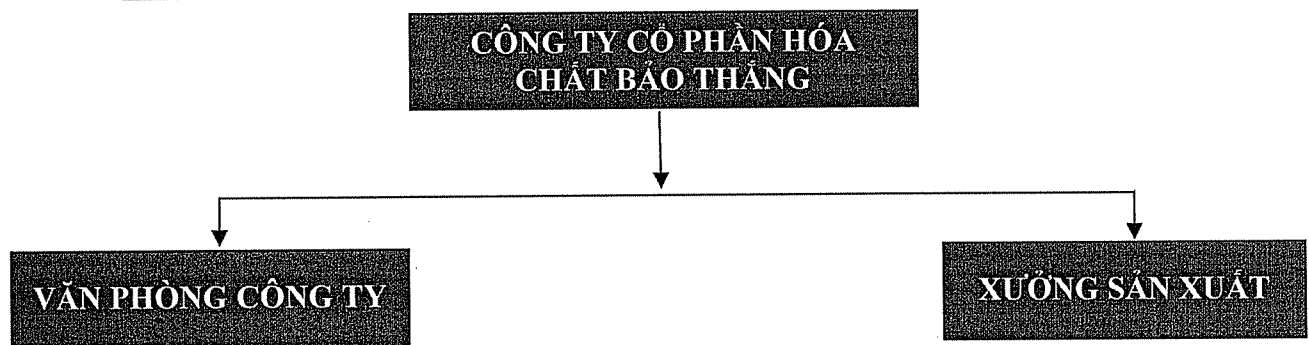 CÔNG TY CỔ PHẦN HÓA
CHẤT BẢO THẮNG
VĂN PHÒNG CÔNG TY
XƯỞNG SẢN XUẤT